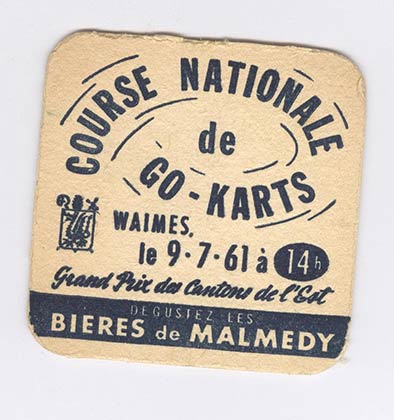 COURSE NATIONALE
de
GO-KARTS
WAIMES,
le 9·7·61 à 14h
Grand Prix des Cantons de l'Est
DEGUSTEZ LES
BIERES de MALMEDY